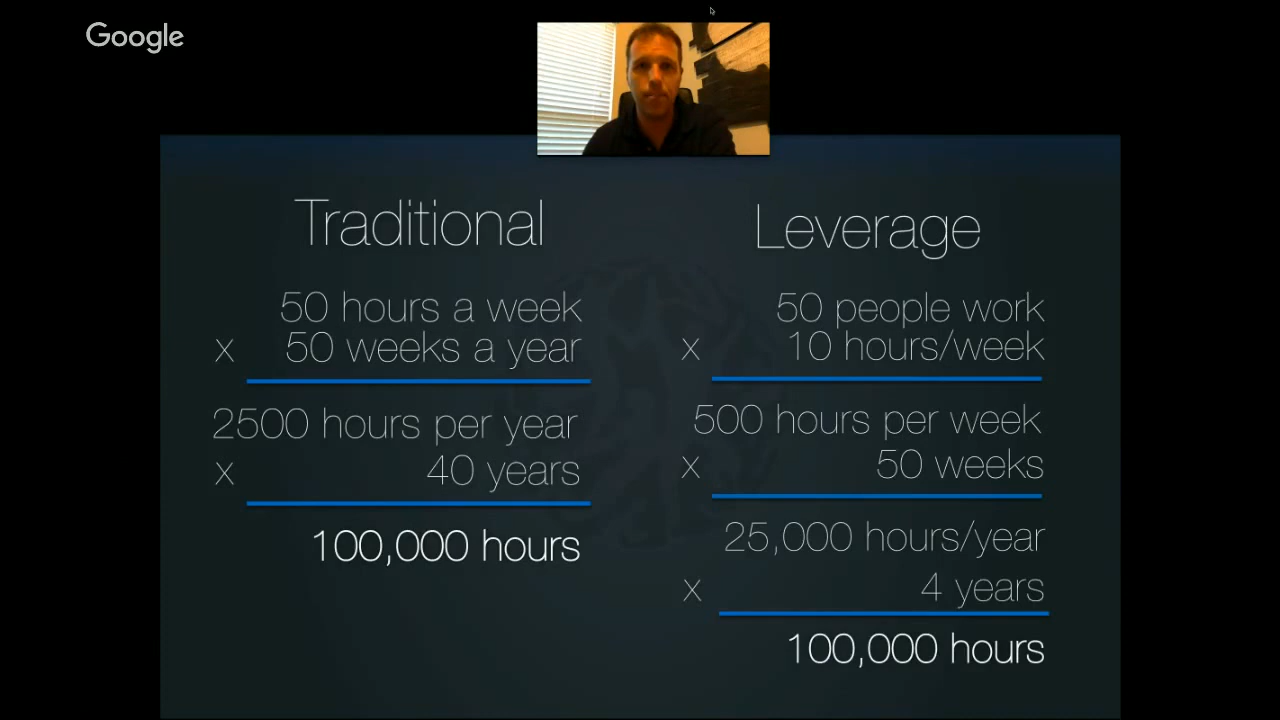 Google
Traditional
50 hours a week
x 50 weeks a year
2500 hours per year
x 40 years
100,000 hours
Leverage
50 people work
x 10 hours/week
500 hours per week
x 50 weeks
25,000 hours/year
x 4 years
100,000 hours